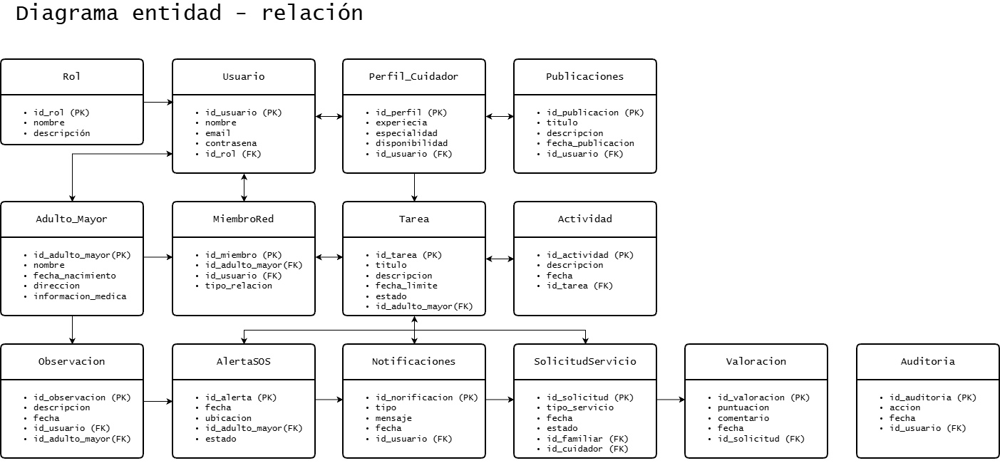 Diagrama entidad - relación
Rol
• id_rol (PK)
• nombre
• descripción
Usuario
• id_usuario (PK)
• nombre
• email
• contrasena
• id_rol (FK)
Perfil_Cuidador
• id_perfil (PK)
• experiecia
• especialidad
• disponibilidad
• id_usuario (FK)
Publicaciones
• id_publicacion (PK)
• titulo
• descripcion
• fecha_publicacion
• id_usuario (FK)
Adulto_Mayor
• id_adulto_mayor(PK)
• nombre
• fecha_nacimiento
• direccion
• informacion_medica
MiembroRed
• id_miembro (PK)
• id_adulto_mayor(FK)
• id_usuario (FK)
• tipo_relacion
Tarea
• id_tarea (PK)
• titulo
• descripcion
• fecha_limite
• estado
• id_adulto_mayor(FK)
Actividad
• id_actividad (PK)
• descripcion
• fecha
• id_tarea (FK)
Observacion
• id_observacion (PK)
• descripcion
• fecha
• id_usuario (FK)
• id_adulto_mayor(FK)
AlertaSOS
• id_alerta (PK)
• fecha
• ubicacion
• id_adulto_mayor(FK)
• estado
Notificaciones
• id_norificacion (PK)
• tipo
• mensaje
• fecha
• id_usuario (FK)
SolicitudServicio
• id_solicitud (PK)
• tipo_servicio
• fecha
• estado
• id_familiar (FK)
• id_cuidador (FK)
Valoracion
• id_valoracion (PK)
• puntuacion
• comentario
• fecha
• id_solicitud (FK)
Auditoria
• id_auditoria (PK)
• accion
• fecha
• id_usuario (FK)